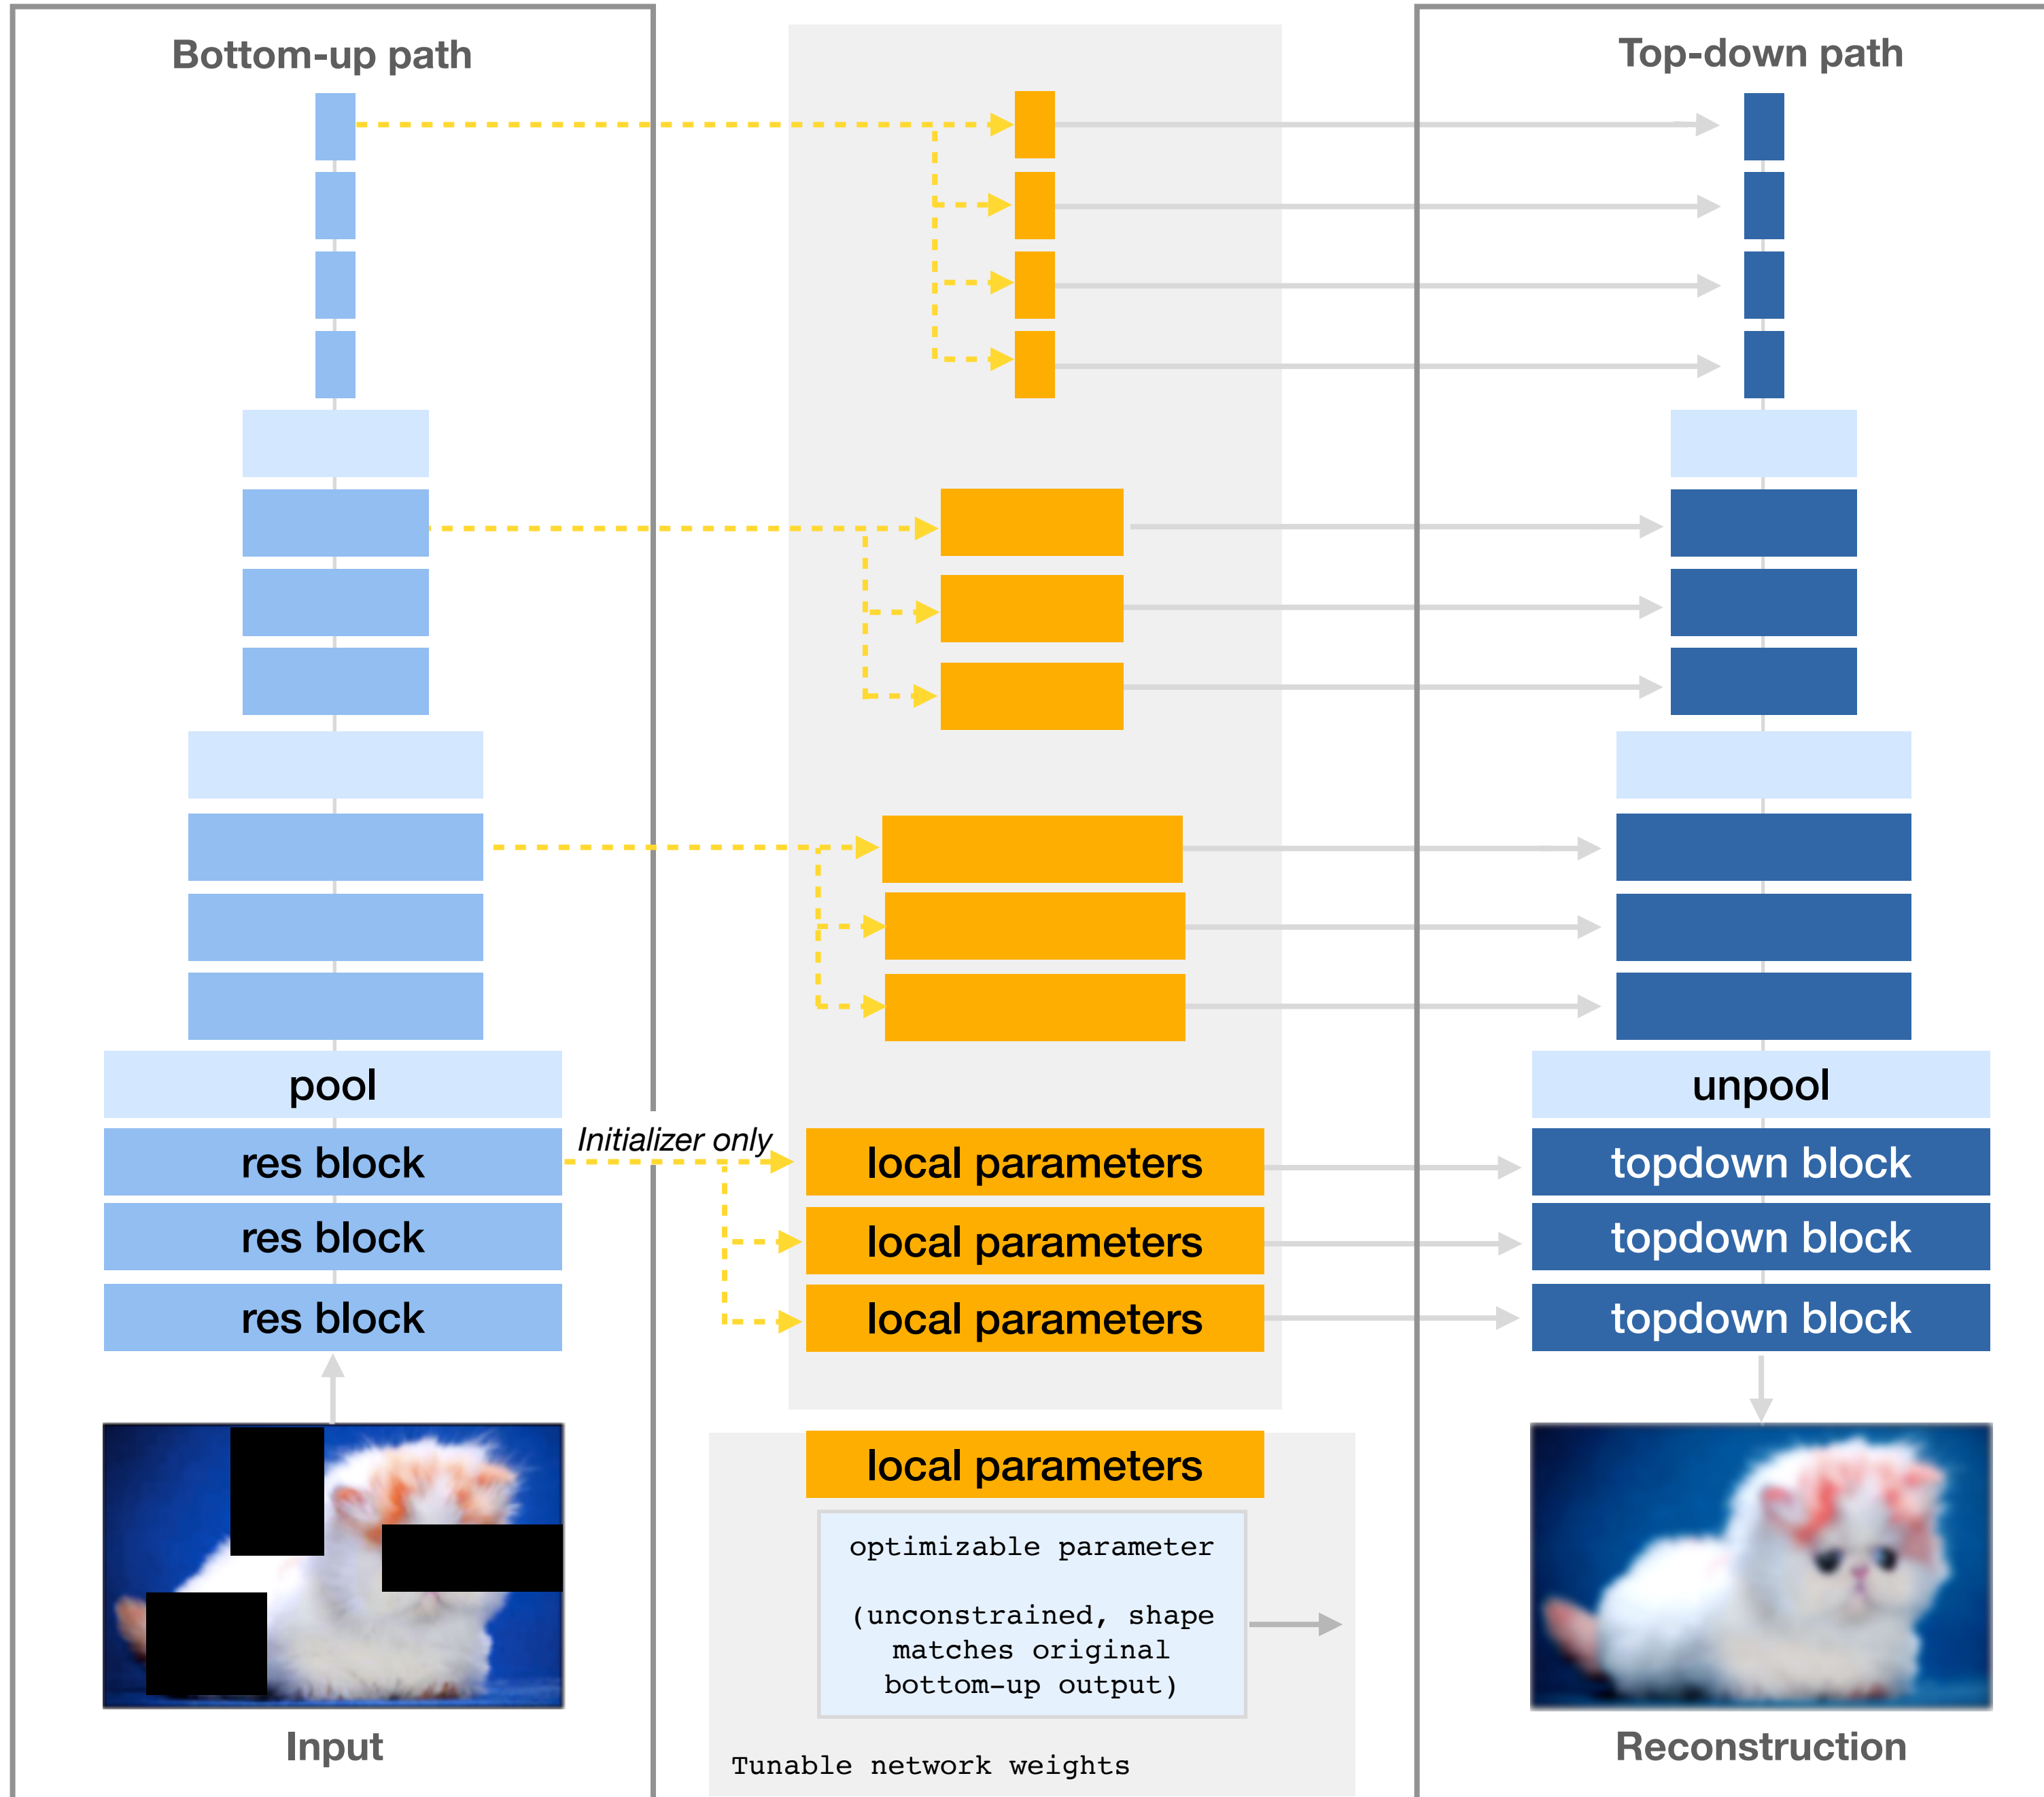 Bottom-up path
Top-down path
pool
unpool
Initializer only
res block
local parameters
topdown block
res block
local parameters
topdown block
res block
local parameters
topdown block
local parameters
optimizable parameter
(unconstrained, shape
matches original
bottom-up output)
Input
Reconstruction
Tunable network weights